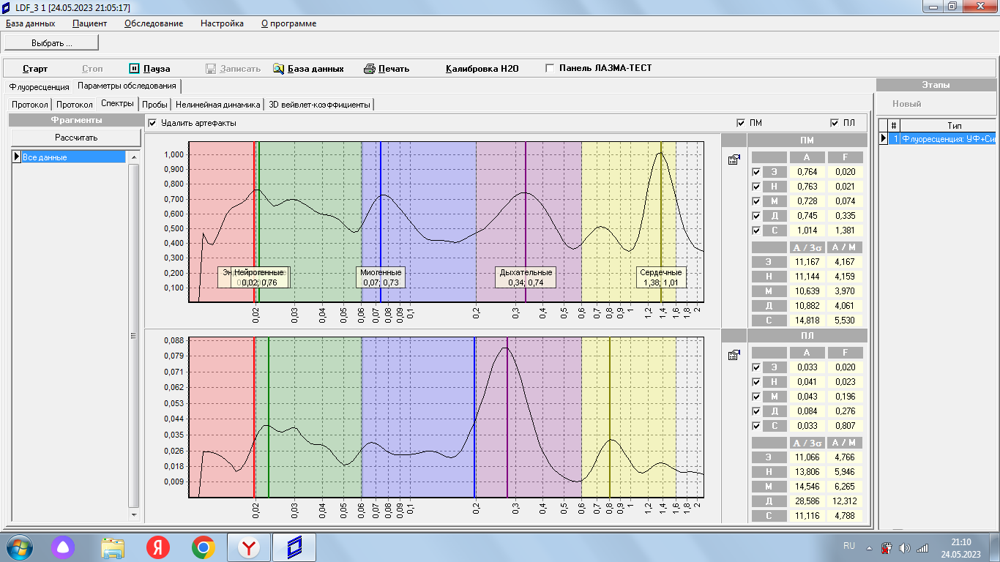 LDF_3 1 [24.05.2023 21:05:17]
База данных Пациент Обследование Настройка О программе
Выбрать ...
Старт Стоп Пауза Записать База данных Печать Калибровка H2O Панель ЛАЗМА-ТЕСТ
Флуоресценция Параметры обследования
Протокол Протокол Спектры Пробы Нелинейная динамика 3D вейвлет-коэффициенты
Фрагменты
Рассчитать
Все данные
Удалить артефакты ПМ ПЛ
1,000
0,900
0,800
0,700
0,600
0,500
0,400
0,300
0,200
0,100
Эн Нейрогенные
0,02; 0,76
Миогенные
0,07; 0,73
Дыхательные
0,34; 0,74
Сердечные
1,38; 1,01
0,02 0,03 0,04 0,05 0,06 0,07 0,08 0,09 0,1 0,2 0,3 0,4 0,5 0,6 0,7 0,8 0,9 1 1,2 1,4 1,6 1,8 2
ПМ
A F
Э 0,764 0,020
Н 0,763 0,021
М 0,728 0,074
Д 0,745 0,335
С 1,014 1,381
A / 3σ A / M
Э 11,167 4,167
Н 11,144 4,159
М 10,639 3,970
Д 10,882 4,061
С 14,818 5,530
0,088
0,079
0,071
0,062
0,053
0,044
0,035
0,026
0,018
0,009
0,02 0,03 0,04 0,05 0,06 0,07 0,08 0,09 0,1 0,2 0,3 0,4 0,5 0,6 0,7 0,8 0,9 1 1,2 1,4 1,6 1,8 2
ПЛ
A F
Э 0,033 0,020
Н 0,041 0,023
М 0,043 0,196
Д 0,084 0,276
С 0,033 0,807
A / 3σ A / M
Э 11,066 4,766
Н 13,806 5,946
М 14,546 6,265
Д 28,586 12,312
С 11,116 4,788
Этапы
Новый
# Тип
1 Флуоресценция: УФ+Си
RU
21:10
24.05.2023